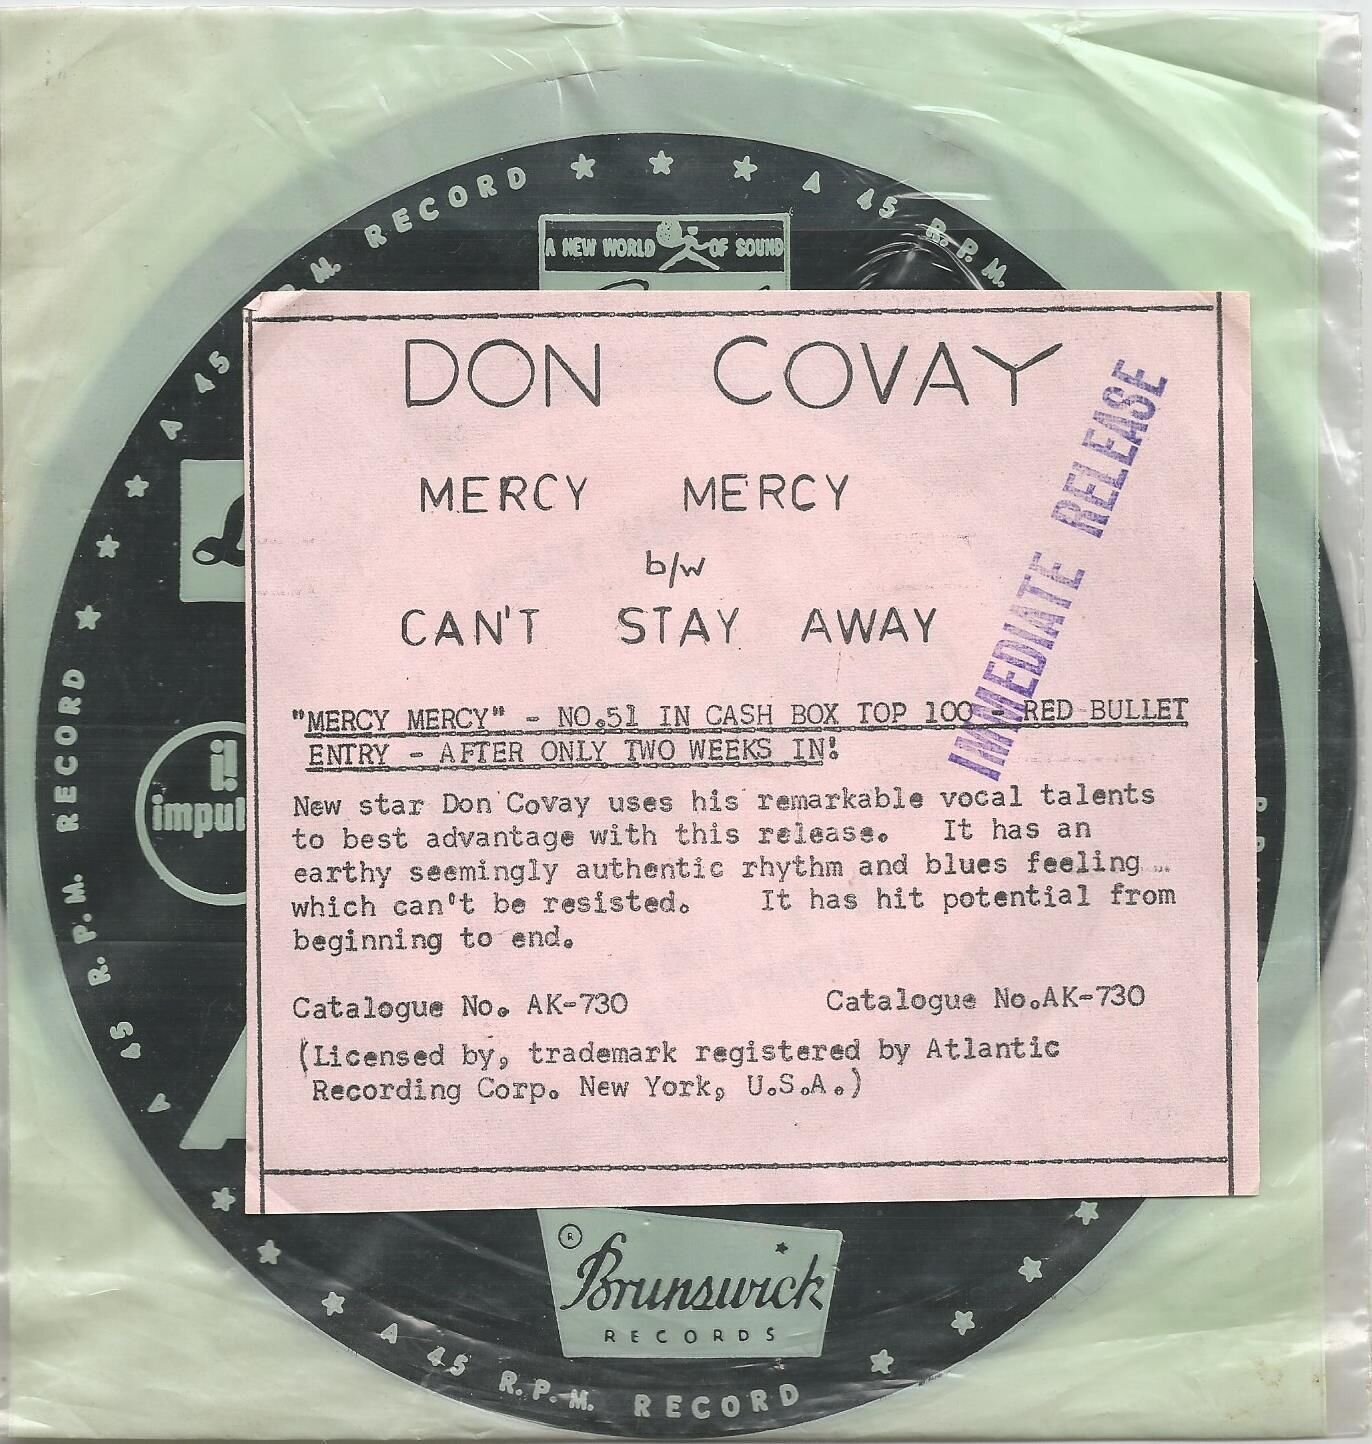 A 45 R.P.M. RECORD
A 45 R.P.M.
A NEW WORLD OF SOUND
DON COVAY
MERCY MERCY
b/w
CAN'T STAY AWAY
IMMEDIATE RELEASE
"MERCY MERCY" - NO.51 IN CASH BOX TOP 100 - RED BULLET
ENTRY - AFTER ONLY TWO WEEKS IN!
New star Don Covay uses his remarkable vocal talents
to best advantage with this release. It has an
earthy seemingly authentic rhythm and blues feeling...
which can't be resisted. It has hit potential from
beginning to end.
Catalogue No. AK-730 Catalogue No.AK-730
(Licensed by, trademark registered by Atlantic
Recording Corp. New York, U.S.A.)
A 45 R.P.M. RECORD
impul
® Brunswick
RECORDS
A 45 R.P.M. RECORD